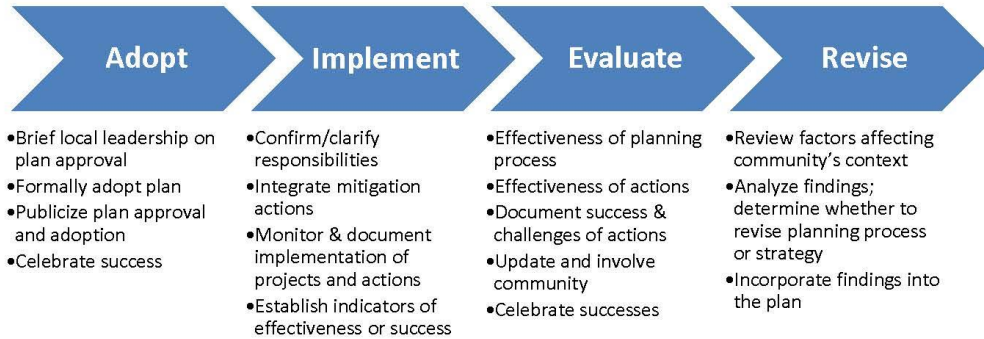 Adopt
Implement
Evaluate
Revise
•Brief local leadership on
plan approval
•Formally adopt plan
•Publicize plan approval
and adoption
•Celebrate success
•Confirm/clarify
responsibilities
•Integrate mitigation
actions
•Monitor & document
implementation of
projects and actions
•Establish indicators of
effectiveness or success
•Effectiveness of planning
process
•Effectiveness of actions
•Document success &
challenges of actions
•Update and involve
community
•Celebrate successes
•Review factors affecting
community's context
•Analyze findings;
determine whether to
revise planning process
or strategy
•Incorporate findings into
the plan